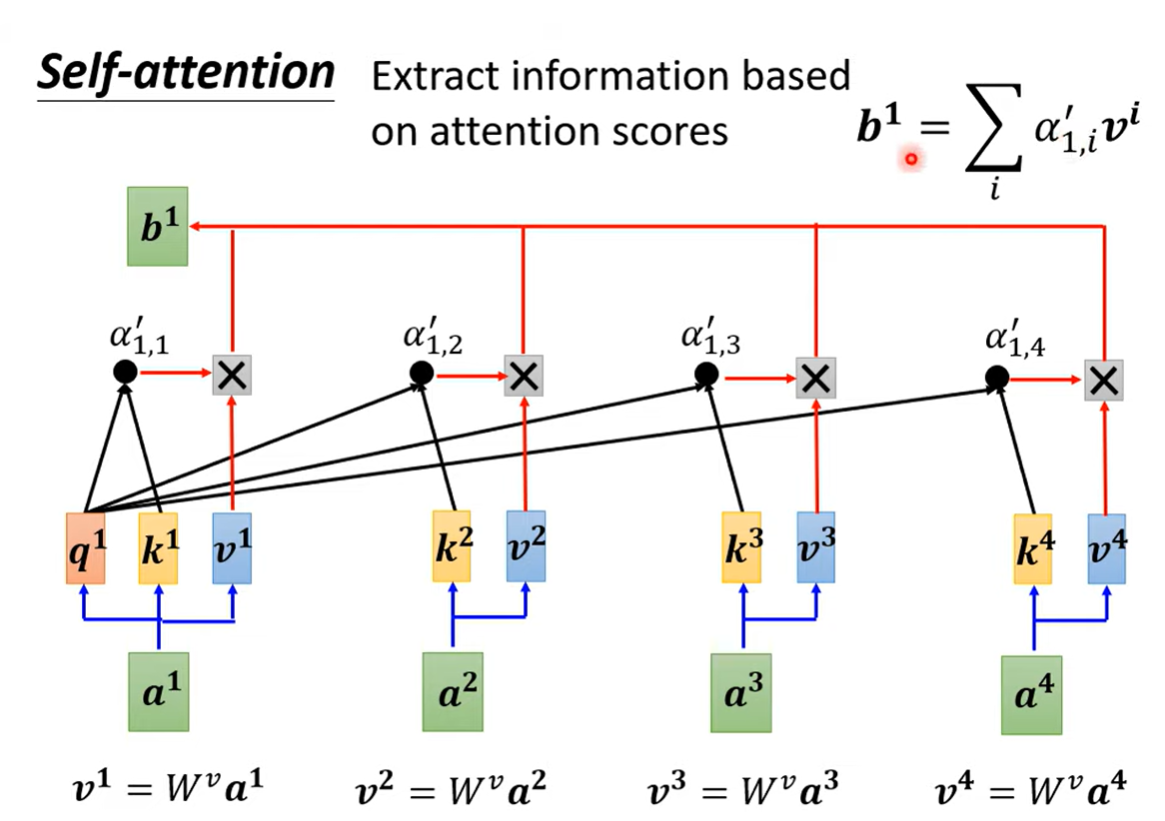 Self-attention
Extract information based
on attention scores
𝒃¹ = ∑ᵢ α′₁,ᵢ 𝒗ⁱ
b¹
α′₁,₁ α′₁,₂ α′₁,₃ α′₁,₄
× × × ×
q¹ k¹ v¹ k² v² k³ v³ k⁴ v⁴
a¹ a² a³ a⁴
v¹ = Wᵛa¹ v² = Wᵛa² v³ = Wᵛa³ v⁴ = Wᵛa⁴